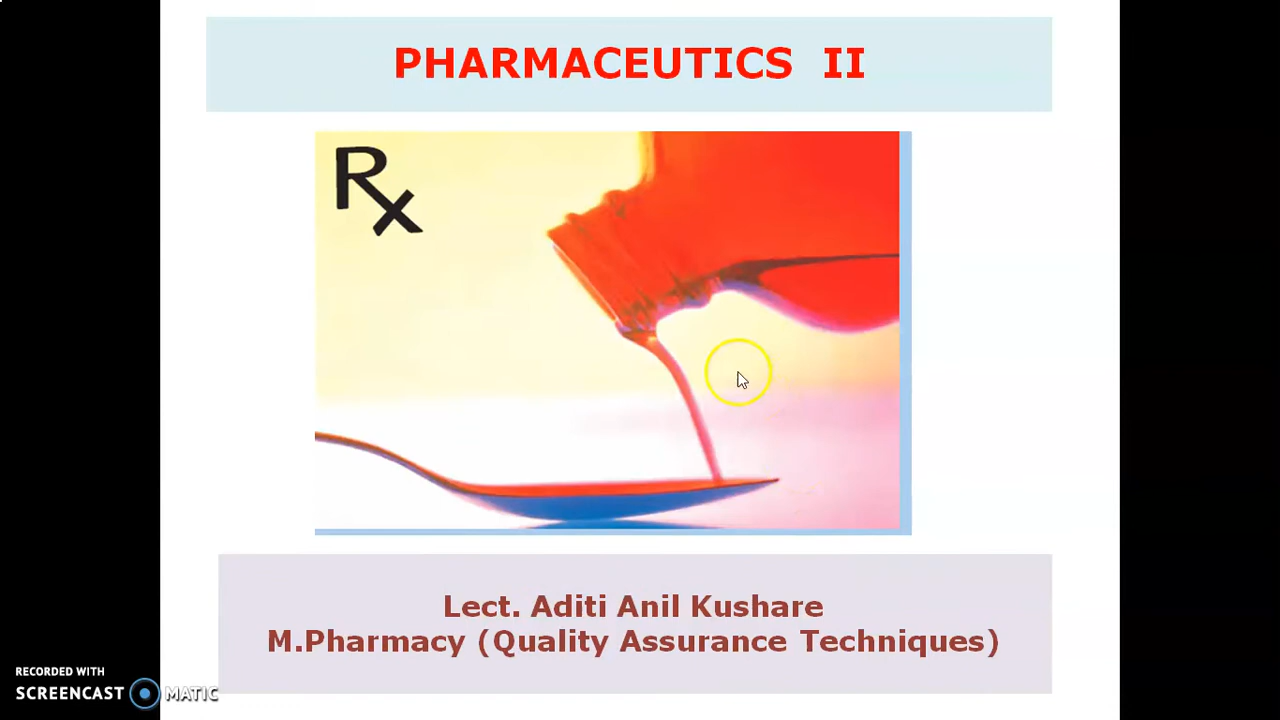 PHARMACEUTICS II
Rx
Lect. Aditi Anil Kushare
M.Pharmacy (Quality Assurance Techniques)
RECORDED WITH
SCREENCAST MATIC